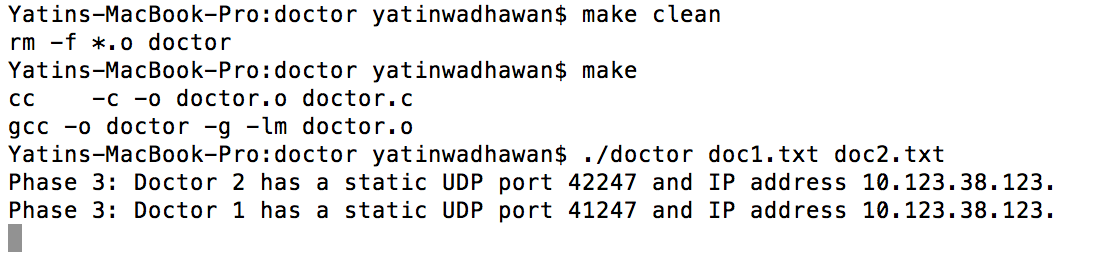 Yatins-MacBook-Pro:doctor yatinwadhawan$ make clean
rm -f *.o doctor
Yatins-MacBook-Pro:doctor yatinwadhawan$ make
cc    -c -o doctor.o doctor.c
gcc -o doctor -g -lm doctor.o
Yatins-MacBook-Pro:doctor yatinwadhawan$ ./doctor doc1.txt doc2.txt
Phase 3: Doctor 2 has a static UDP port 42247 and IP address 10.123.38.123.
Phase 3: Doctor 1 has a static UDP port 41247 and IP address 10.123.38.123.